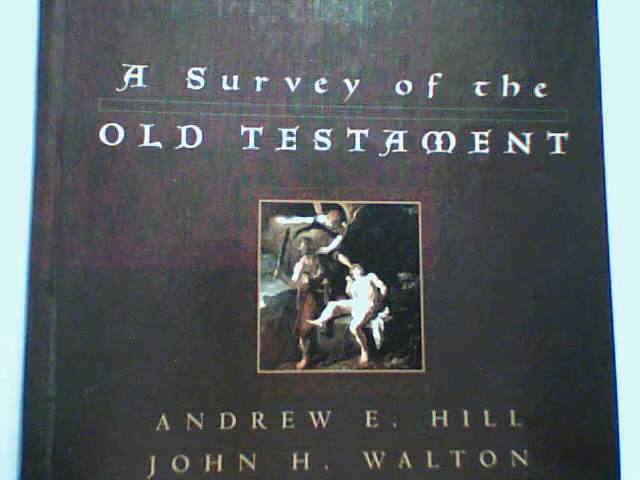 A Survey of the
OLD TESTAMENT
ANDREW E. HILL
JOHN H. WALTON